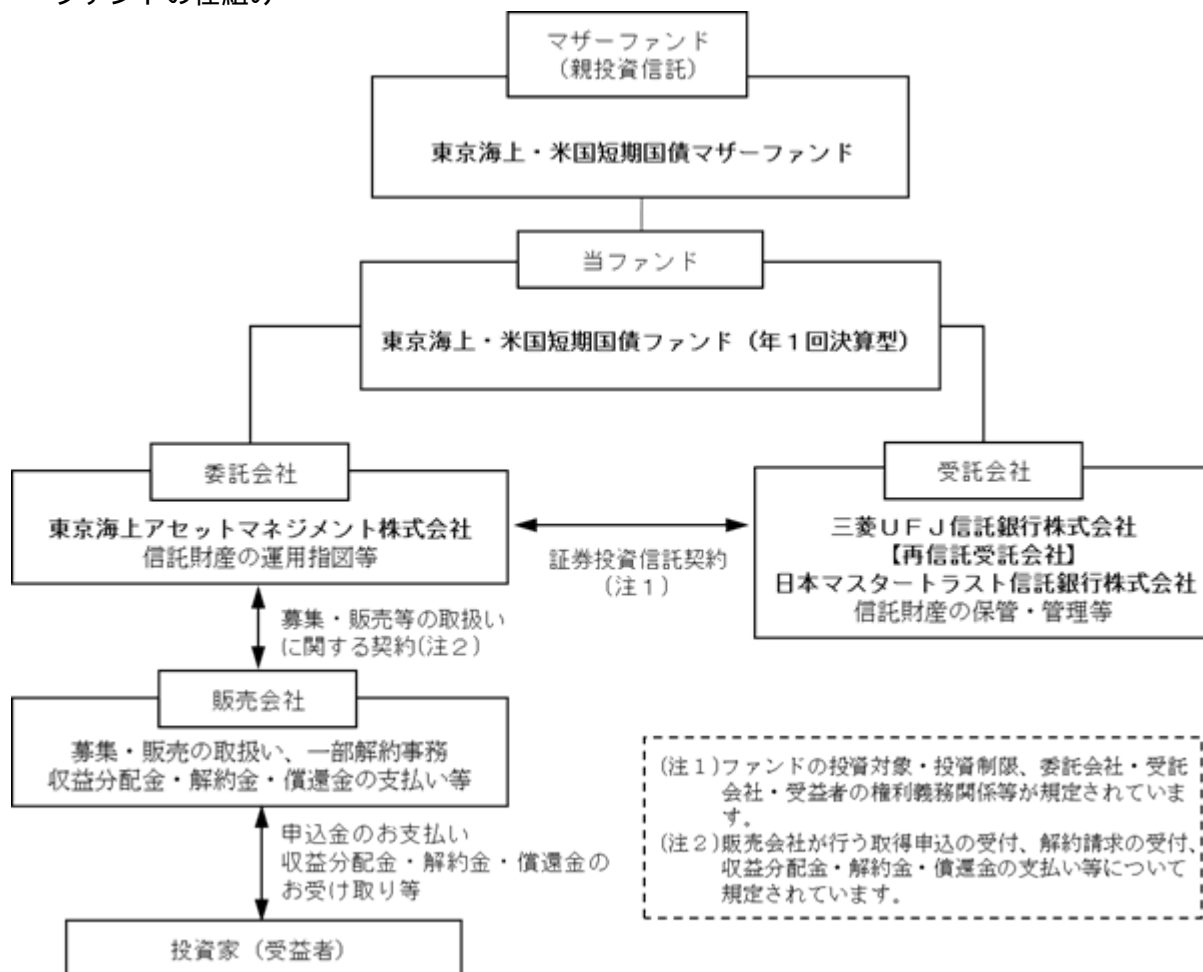 ファンドの仕組み
マザーファンド
（親投資信託）
東京海上・米国短期国債マザーファンド
当ファンド
東京海上・米国短期国債ファンド（年１回決算型）
委託会社
東京海上アセットマネジメント株式会社
信託財産の運用指図等
証券投資信託契約
(注１)
受託会社
三菱ＵＦＪ信託銀行株式会社
【再信託受託会社】
日本マスタートラスト信託銀行株式会社
信託財産の保管・管理等
募集・販売等の取扱い
に関する契約(注２)
販売会社
募集・販売の取扱い、一部解約事務
収益分配金・解約金・償還金の支払い等
申込金のお支払い
収益分配金・解約金・償還金の
お受け取り等
投資家（受益者）
(注１)ファンドの投資対象・投資制限、委託会社・受託
会社・受益者の権利義務関係等が規定されていま
す。
(注２)販売会社が行う取得申込の受付、解約請求の受付、
収益分配金・解約金・償還金の支払い等について
規定されています。